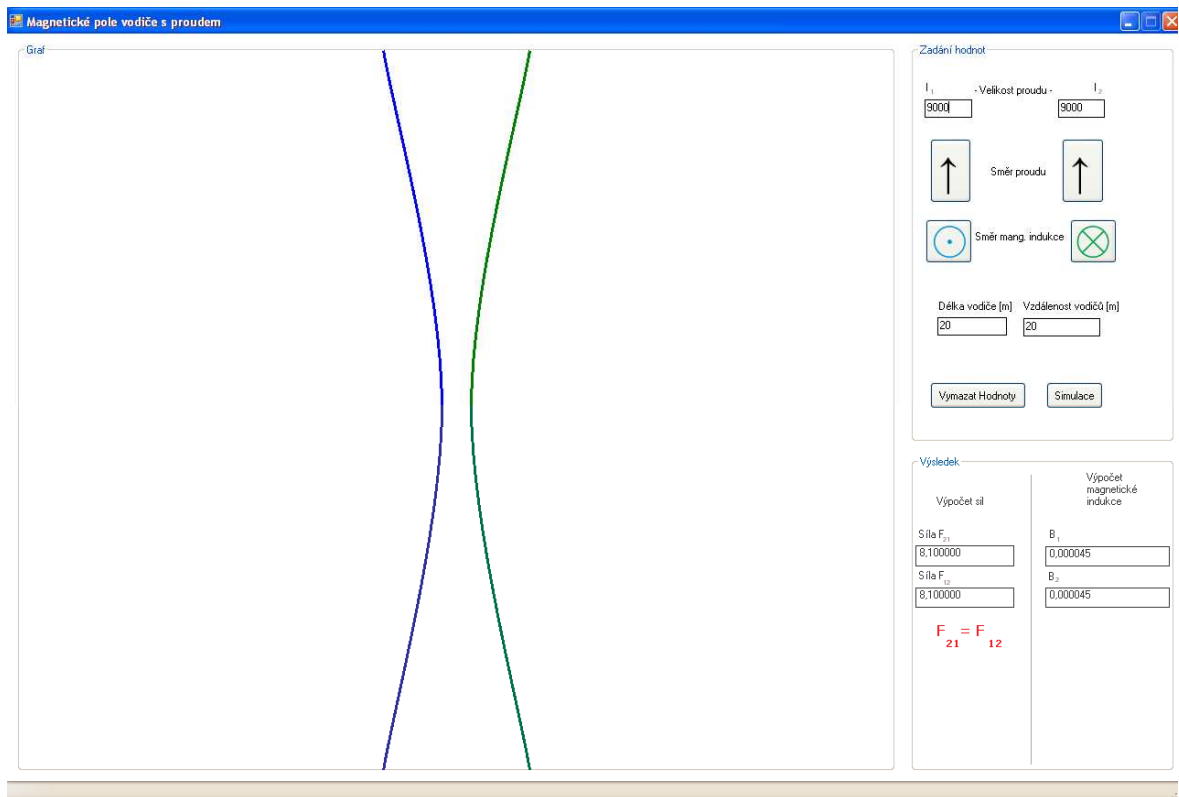 Magnetické pole vodiče s proudem
Graf
Zadání hodnot
I1 - Velikost proudu - I2
9000 9000
↑ Směr proudu ↑
Směr mang. indukce
Délka vodiče [m] Vzdálenost vodičů [m]
20 20
Vymazat Hodnoty Simulace
Výsledek
Výpočet sil
Výpočet
magnetické
indukce
Síla F21
8,100000
Síla F12
8,100000
F21 = F12
B1
0,000045
B2
0,000045